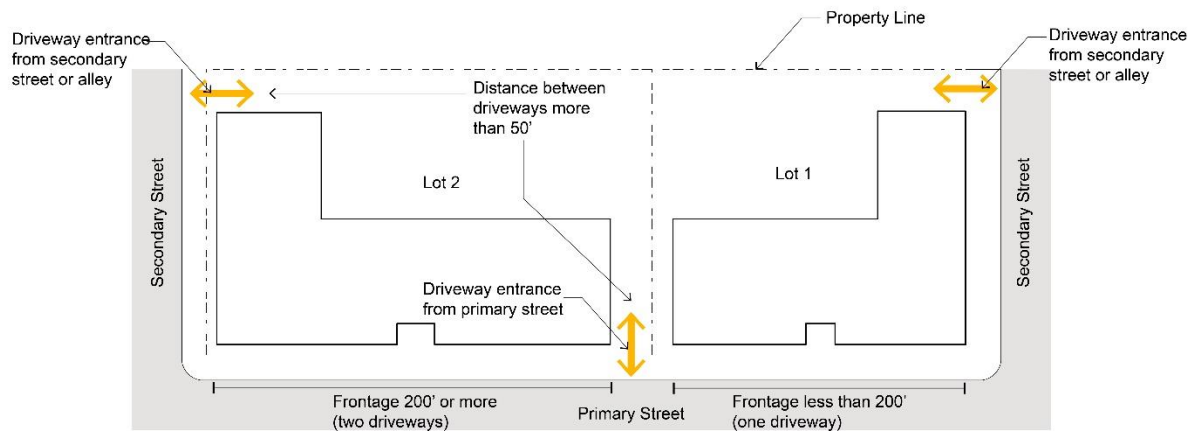 Property Line
Driveway entrance
from secondary
street or alley
Distance between
driveways more
than 50’
Driveway entrance
from secondary
street or alley
Lot 2
Lot 1
Secondary Street
Secondary Street
Driveway entrance
from primary street
Frontage 200’ or more
(two driveways)
Primary Street
Frontage less than 200’
(one driveway)